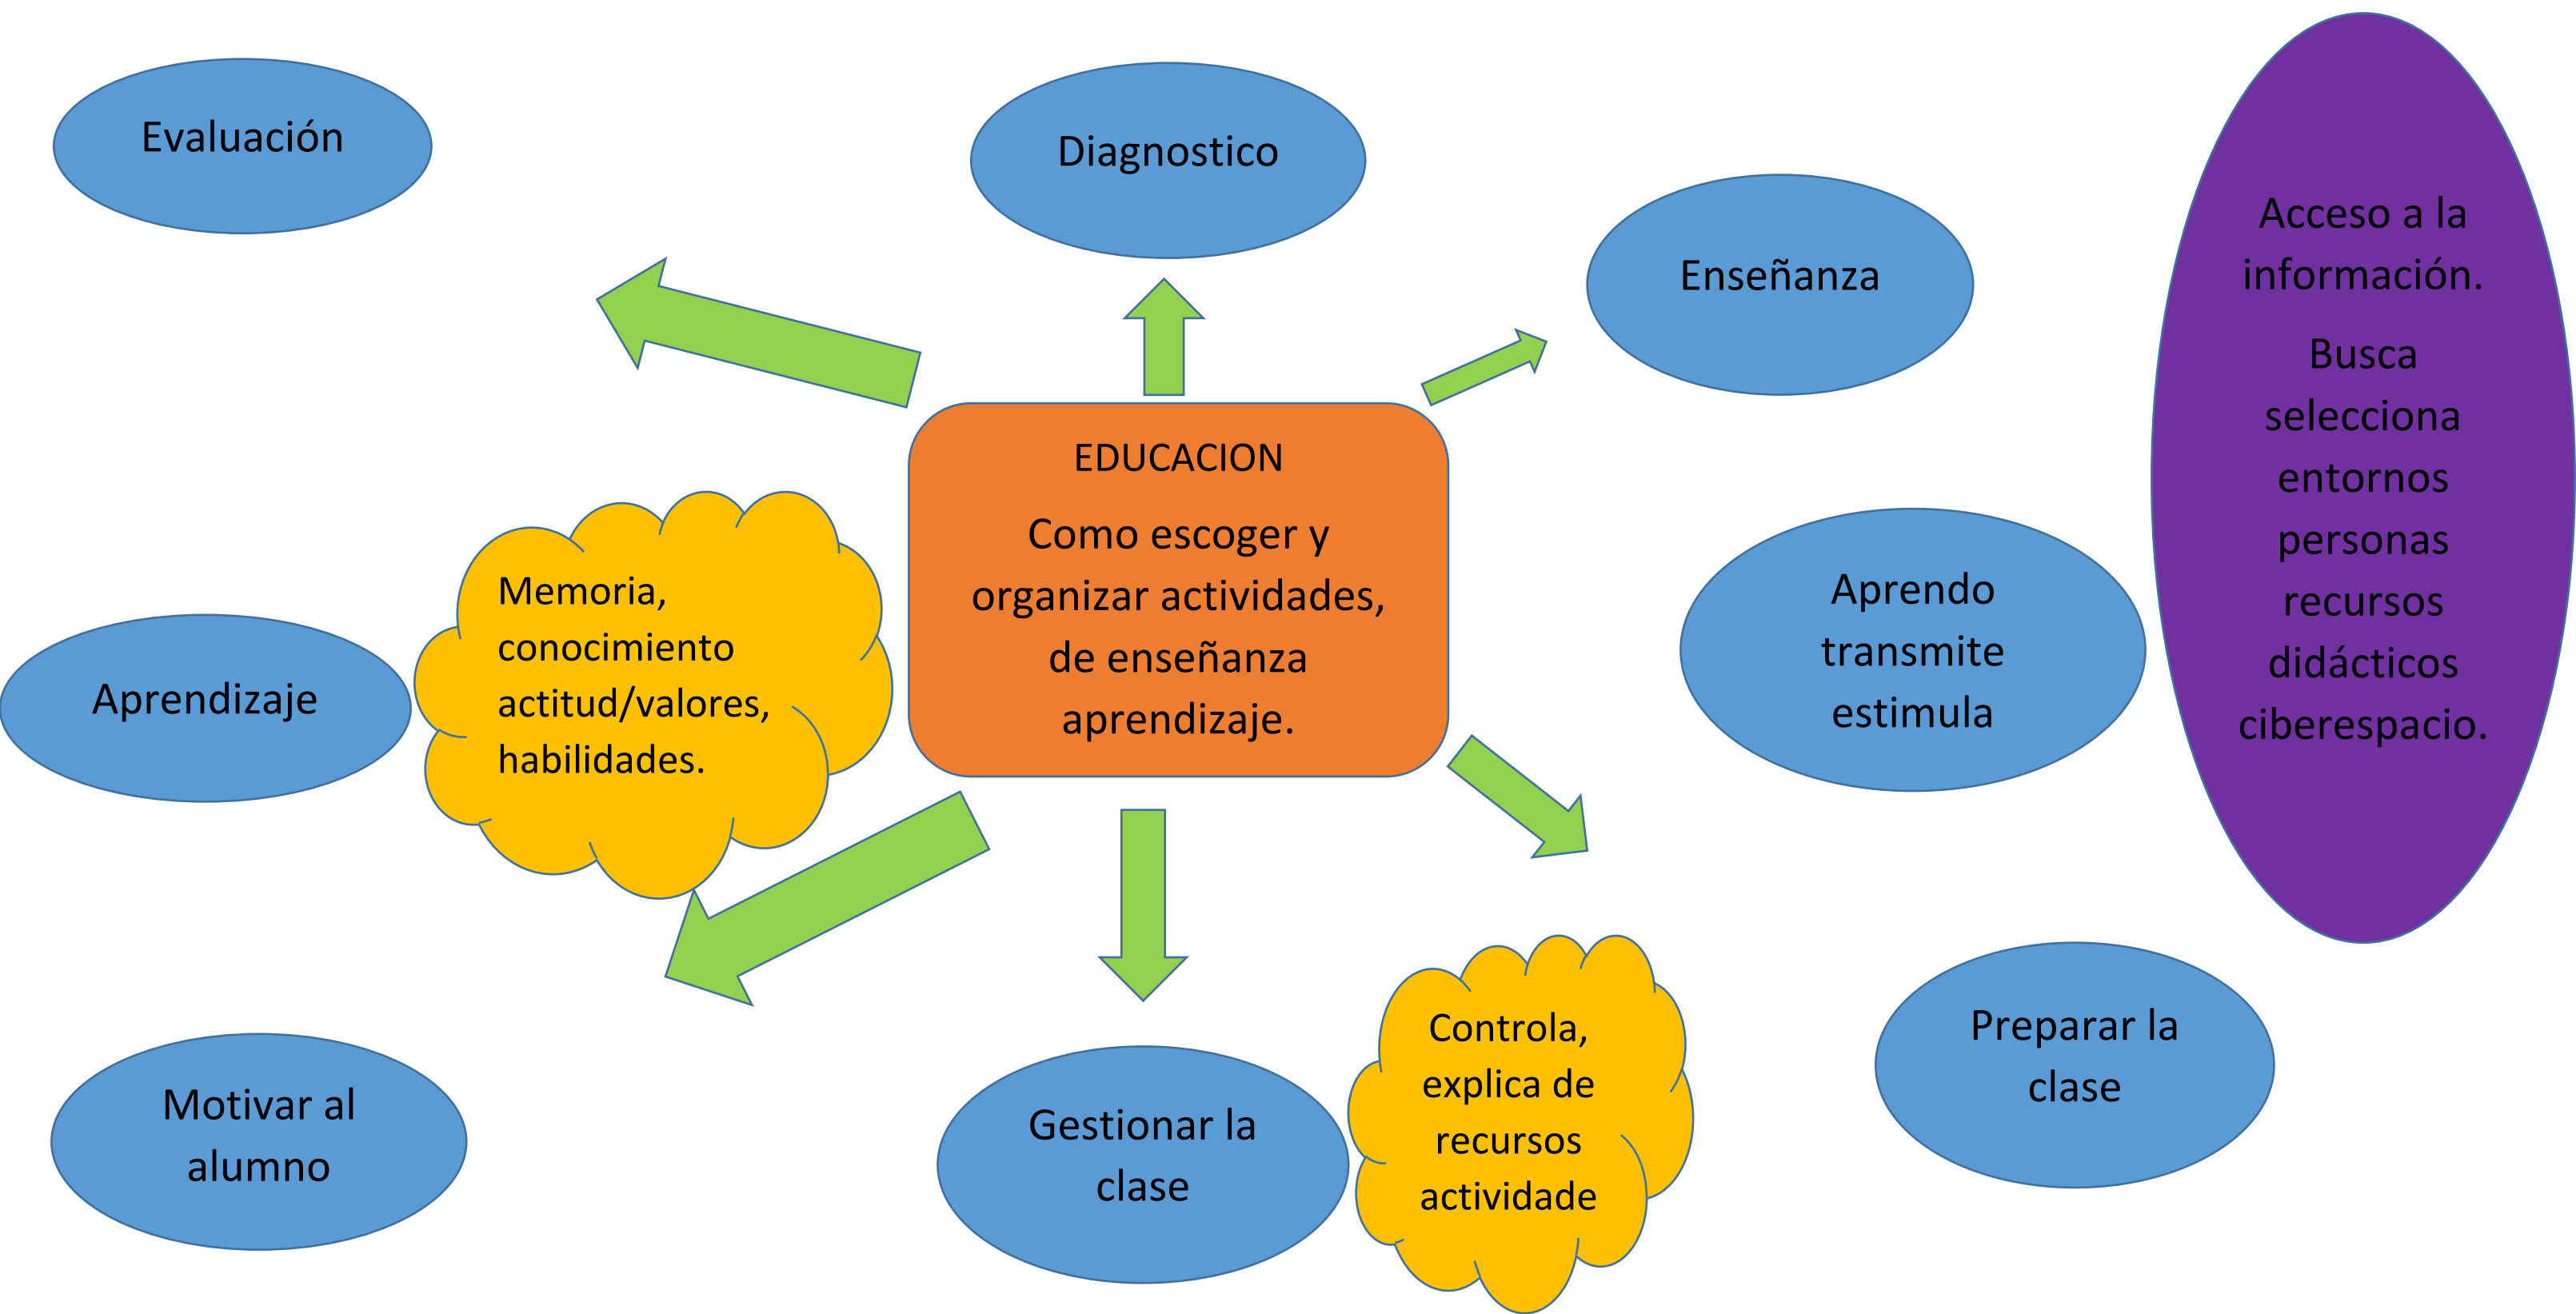 Evaluación
Diagnostico
Enseñanza
Acceso a la
información.
Busca
selecciona
entornos
personas
recursos
didácticos
ciberespacio.
EDUCACION
Como escoger y
organizar actividades,
de enseñanza
aprendizaje.
Memoria,
conocimiento
actitud/valores,
habilidades.
Aprendizaje
Aprendo
transmite
estimula
Motivar al
alumno
Gestionar la
clase
Controla,
explica de
recursos
actividade
Preparar la
clase